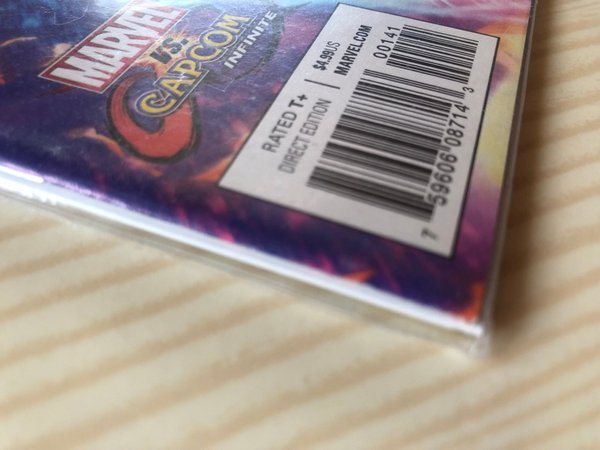 MARVEL
VS.
CAPCOM
INFINITE
RATED T+
DIRECT EDITION
$4.99US
MARVEL.COM
00141
7 59606 08714 3